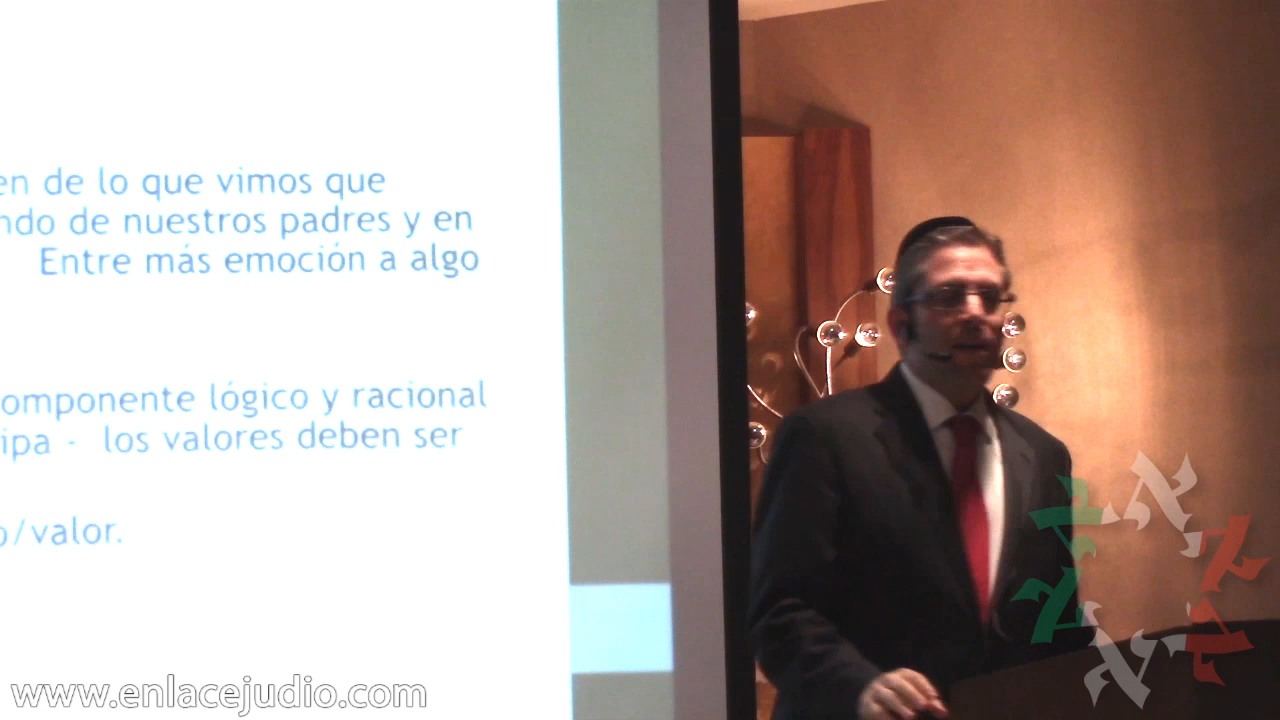 en de lo que vimos que
ndo de nuestros padres y en
Entre más emoción a algo
omponente lógico y racional
ipa - los valores deben ser
o/valor.
www.enlacejudio.com